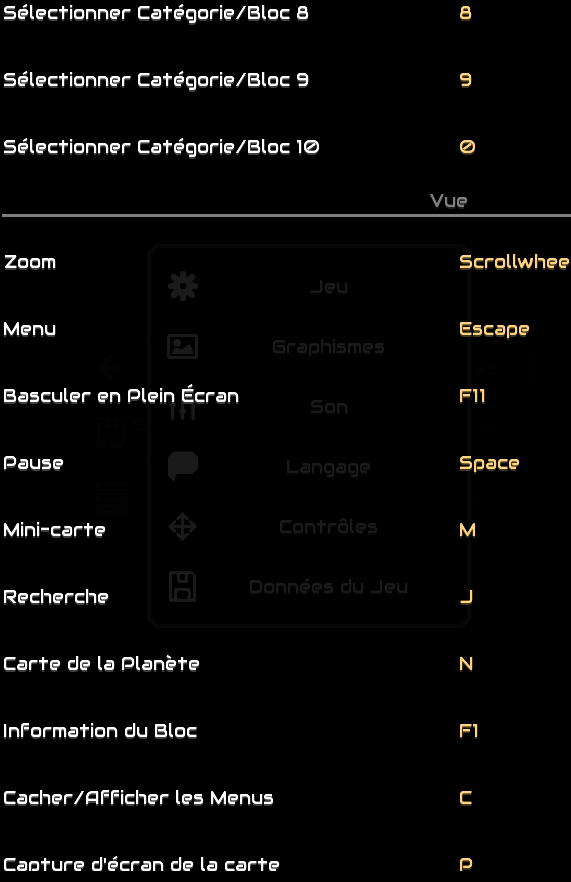 Sélectionner Catégorie/Bloc 8 8
Sélectionner Catégorie/Bloc 9 9
Sélectionner Catégorie/Bloc 10 0
Vue
Zoom Scrollwhee
Jeu
Menu Escape
Graphismes
Basculer en Plein Écran F11
Son
Pause Space
Langage
Mini-carte M
Contrôles
Recherche J
Données du Jeu
Carte de la Planète N
Information du Bloc F1
Cacher/Afficher les Menus C
Capture d'écran de la carte P